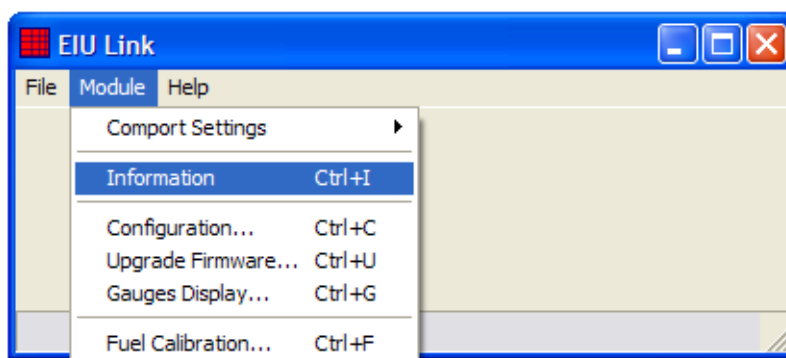 EIU Link
File Module Help
Comport Settings
Information Ctrl+I
Configuration... Ctrl+C
Upgrade Firmware... Ctrl+U
Gauges Display... Ctrl+G
Fuel Calibration... Ctrl+F